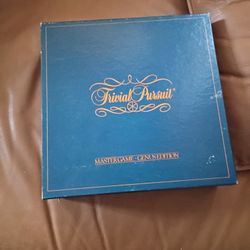 Trivial Pursuit
MASTER GAME - GENUS EDITION